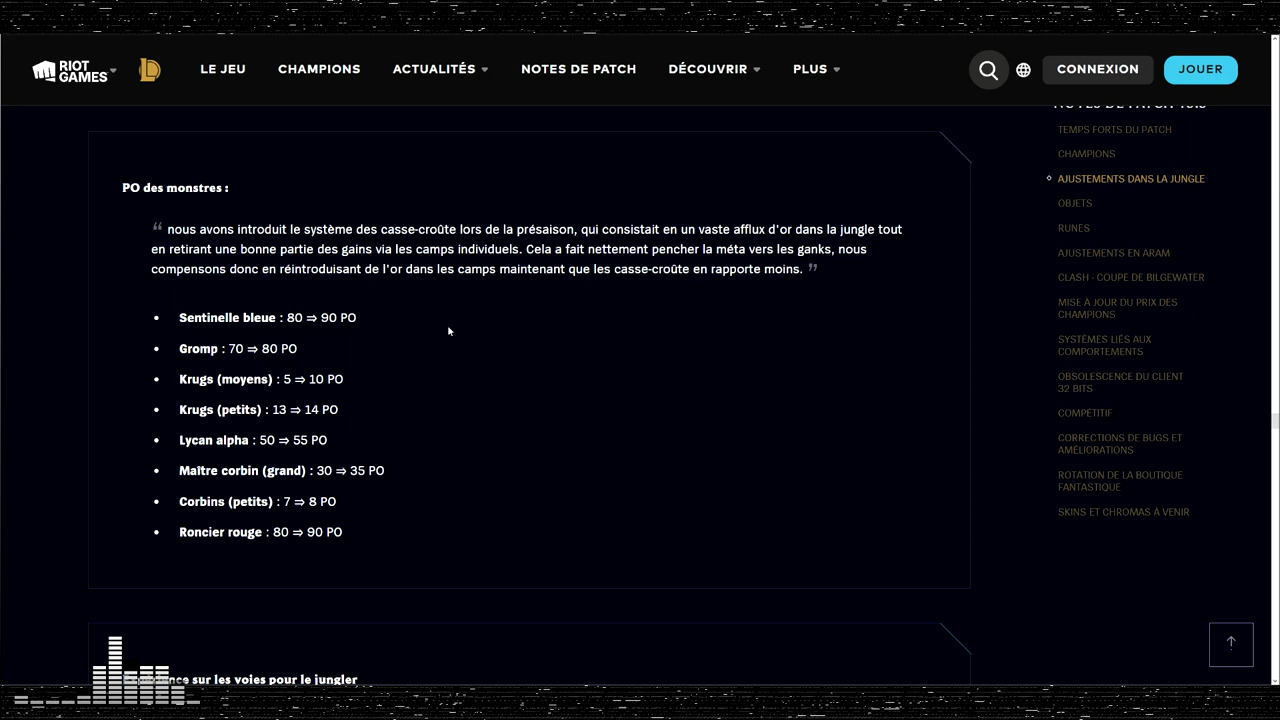 RIOT GAMES
LE JEU
CHAMPIONS
ACTUALITÉS
NOTES DE PATCH
DÉCOUVRIR
PLUS
CONNEXION
JOUER
PO des monstres :
“ nous avons introduit le système des casse-croûte lors de la présaison, qui consistait en un vaste afflux d'or dans la jungle tout
en retirant une bonne partie des gains via les camps individuels. Cela a fait nettement pencher la méta vers les ganks, nous
compensons donc en réintroduisant de l'or dans les camps maintenant que les casse-croûte en rapporte moins. ”
• Sentinelle bleue : 80 ⇒ 90 PO
• Gromp : 70 ⇒ 80 PO
• Krugs (moyens) : 5 ⇒ 10 PO
• Krugs (petits) : 13 ⇒ 14 PO
• Lycan alpha : 50 ⇒ 55 PO
• Maître corbin (grand) : 30 ⇒ 35 PO
• Corbins (petits) : 7 ⇒ 8 PO
• Roncier rouge : 80 ⇒ 90 PO
sur les voies pour le jungler
NOTES DE PATCH
TEMPS FORTS DU PATCH
CHAMPIONS
AJUSTEMENTS DANS LA JUNGLE
OBJETS
RUNES
AJUSTEMENTS EN ARAM
CLASH - COUPE DE BILGEWATER
MISE À JOUR DU PRIX DES
CHAMPIONS
SYSTÈMES LIÉS AUX
COMPORTEMENTS
OBSOLESCENCE DU CLIENT
32 BITS
COMPÉTITIF
CORRECTIONS DE BUGS ET
AMÉLIORATIONS
ROTATION DE LA BOUTIQUE
FANTASTIQUE
SKINS ET CHROMAS À VENIR